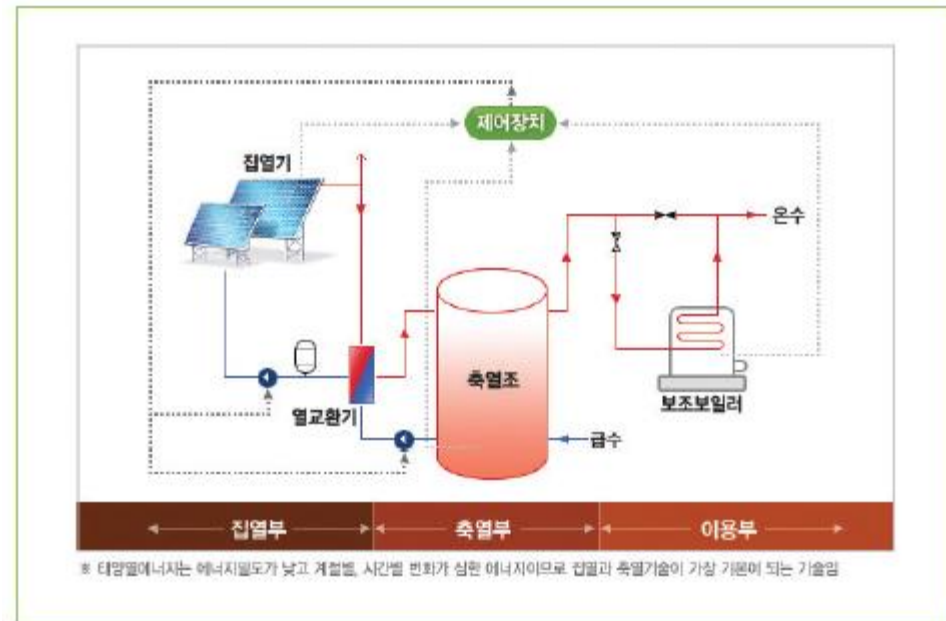 제어장치
집열기
온수
축열조
보조보일러
열교환기
급수
집열부 축열부 이용부
※ 태양열에너지는 에너지밀도가 낮고 계절별, 시간별 변화가 심한 에너지이므로 집열과 축열기술이 가장 기본이 되는 기술임